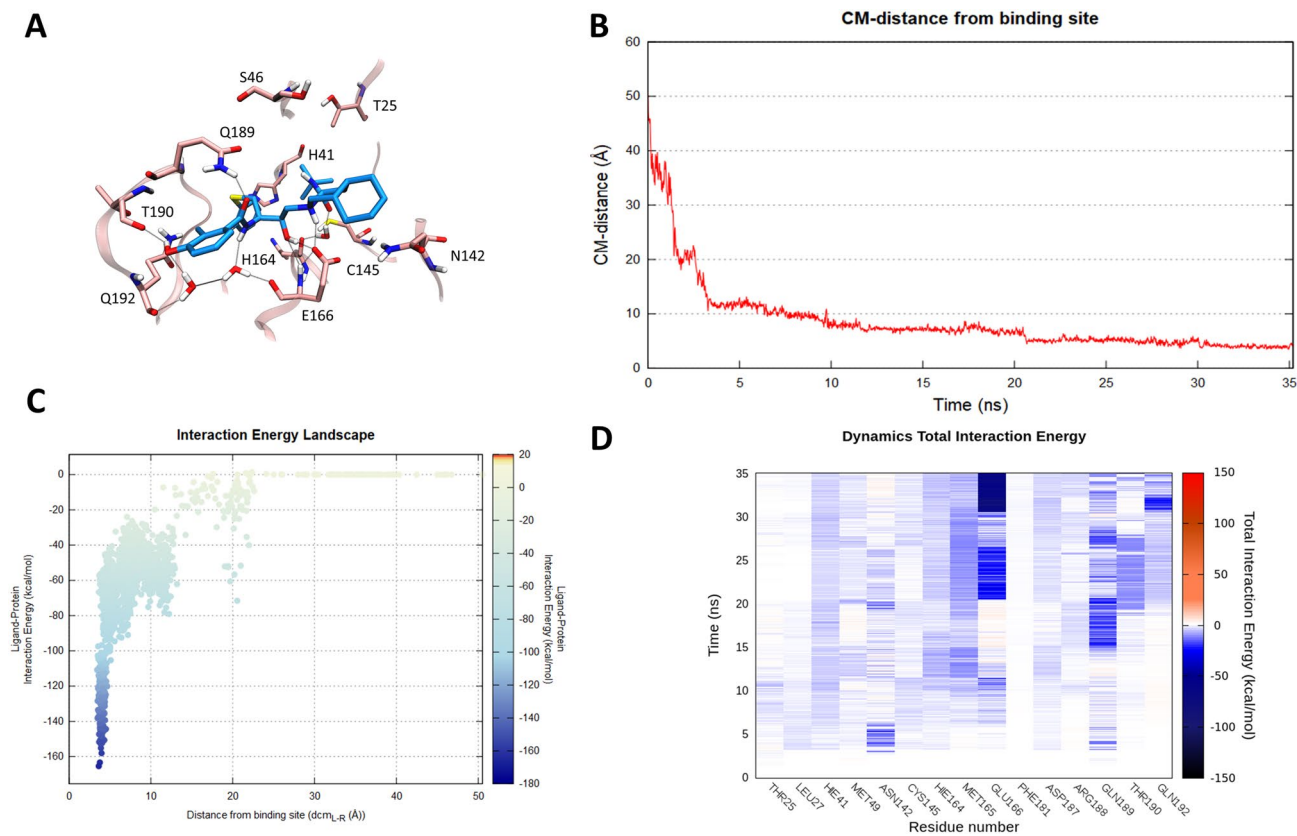 A
S46
T25
Q189
H41
T190
H164
N142
C145
Q192
E166
B
CM-distance from binding site
60
50
40
30
20
10
0
CM-distance (Å)
0 5 10 15 20 25 30 35
Time (ns)
C
Interaction Energy Landscape
0
-20
-40
-60
-80
-100
-120
-140
-160
Ligand-Protein
Interaction Energy (kcal/mol)
0 10 20 30 40 50
Distance from binding site (dcmL-R (Å))
20
0
-20
-40
-60
-80
-100
-120
-140
-160
-180
Ligand-Protein
Interaction Energy (kcal/mol)
D
Dynamics Total Interaction Energy
35
30
25
20
15
10
5
0
Time (ns)
THR25
LEU27
HIE41
MET49
ASN142
CYS145
HIE164
MET165
GLU166
PHE181
ASP187
ARG188
GLN189
THR190
GLN192
Residue number
150
100
50
0
-50
-100
-150
Total Interaction Energy (kcal/mol)